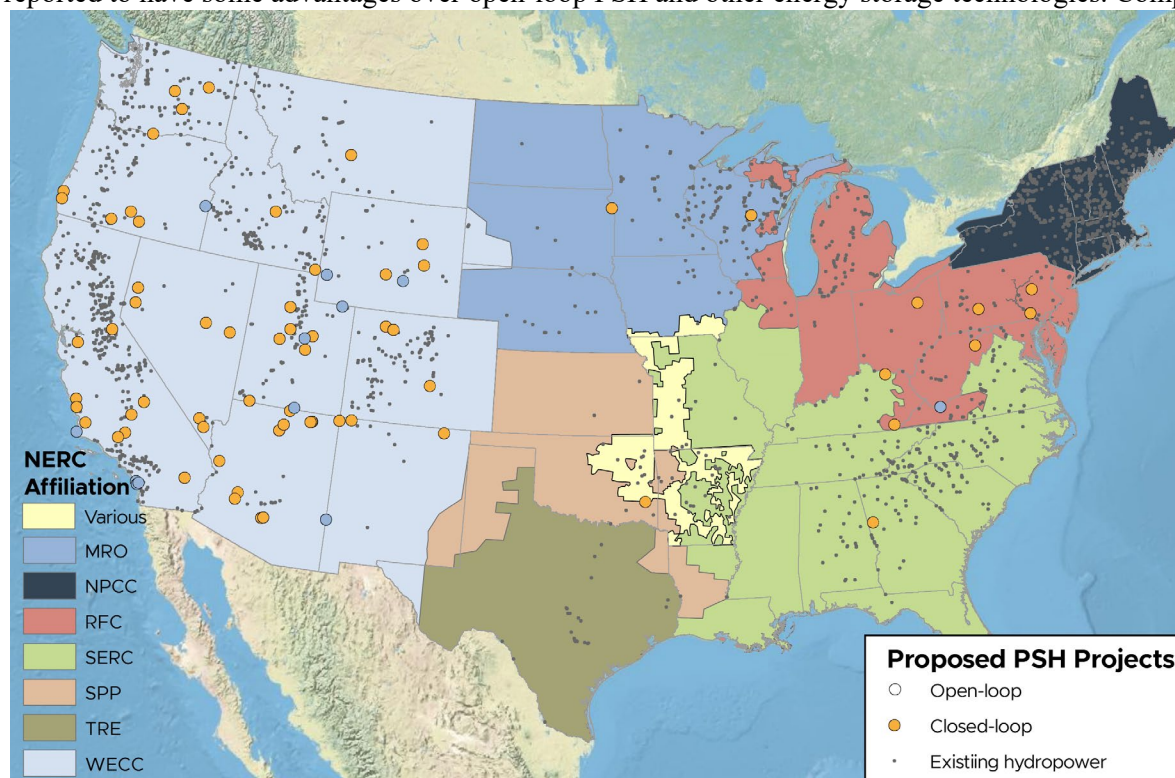 reported to have some advantages over open-loop PSH and other energy storage technologies. Comp
NERC
Affiliation
Various
MRO
NPCC
RFC
SERC
SPP
TRE
WECC
Proposed PSH Projects
Open-loop
Closed-loop
Existiing hydropower